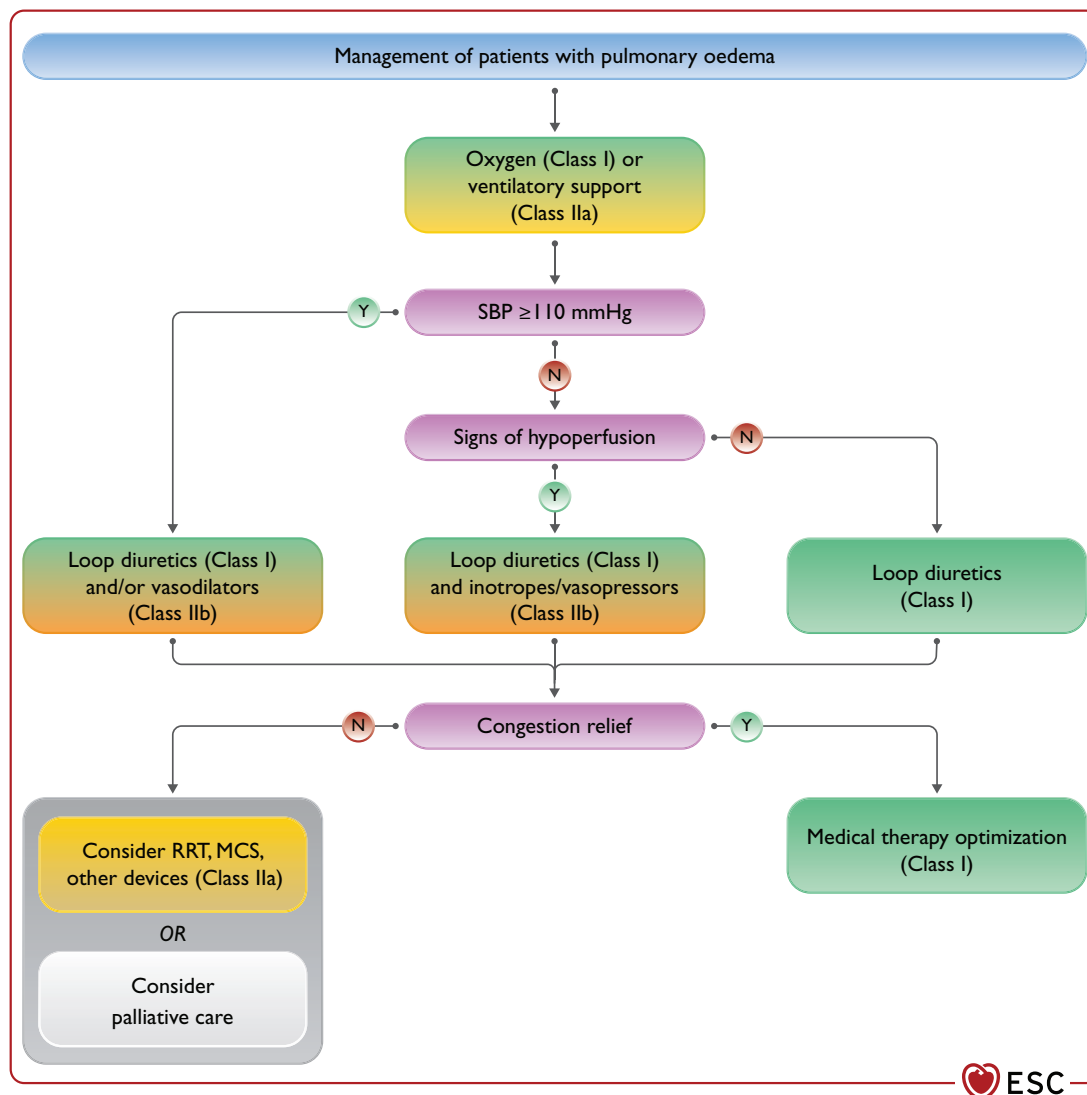 Management of patients with pulmonary oedema
Oxygen (Class I) or
ventilatory support
(Class IIa)
SBP ≥110 mmHg
Y
N
Signs of hypoperfusion
N
Y
Loop diuretics (Class I)
and/or vasodilators
(Class IIb)
Loop diuretics (Class I)
and inotropes/vasopressors
(Class IIb)
Loop diuretics
(Class I)
Congestion relief
N
Y
Consider RRT, MCS,
other devices (Class IIa)
OR
Consider
palliative care
Medical therapy optimization
(Class I)
ESC